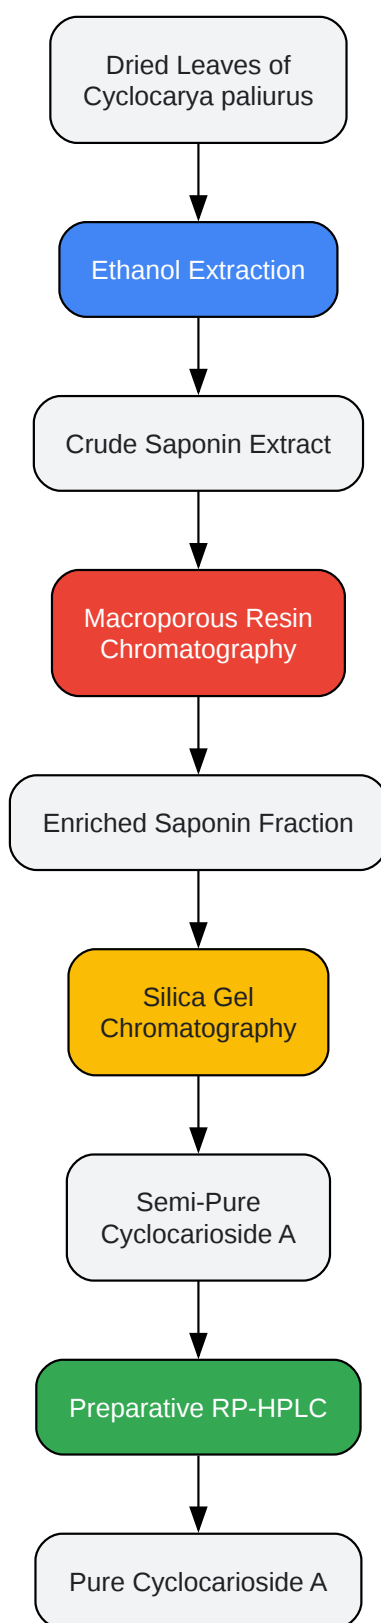 Dried Leaves of
Cyclocarya paliurus
Ethanol Extraction
Crude Saponin Extract
Macroporous Resin
Chromatography
Enriched Saponin Fraction
Silica Gel
Chromatography
Semi-Pure
Cyclocarioside A
Preparative RP-HPLC
Pure Cyclocarioside A